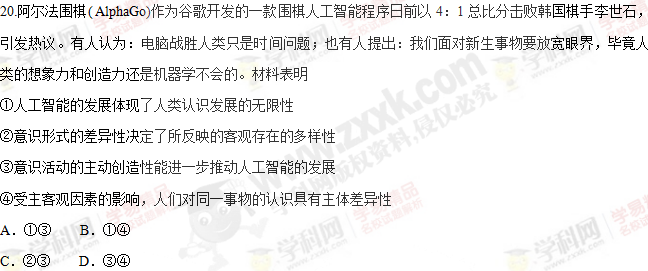 20.阿尔法围棋( AlphaGo)作为谷歌开发的一款围棋人工智能程序日前以 4：1 总比分击败韩国棋手李世石，
引发热议。有人认为：电脑战胜人类只是时间问题；也有人提出：我们面对新生事物要放宽眼界，毕竟人
类的想象力和创造力还是机器学不会的。材料表明
①人工智能的发展体现了人类认识发展的无限性
②意识形式的差异性决定了所反映的客观存在的多样性
③意识活动的主动创造性能进一步推动人工智能的发展
④受主客观因素的影响，人们对同一事物的认识具有主体差异性
A．①③ B．①④
C．②③ D．③④